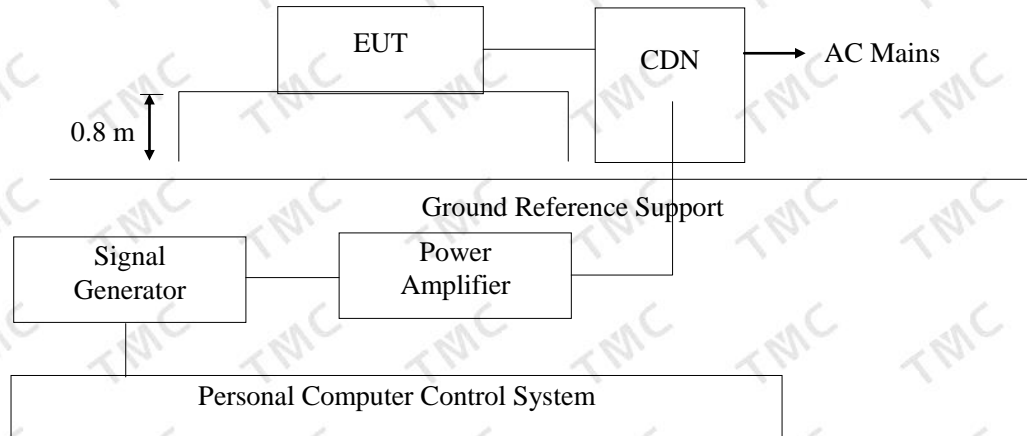 EUT
CDN
AC Mains
0.8 m
Ground Reference Support
Signal
Generator
Power
Amplifier
Personal Computer Control System
TMC